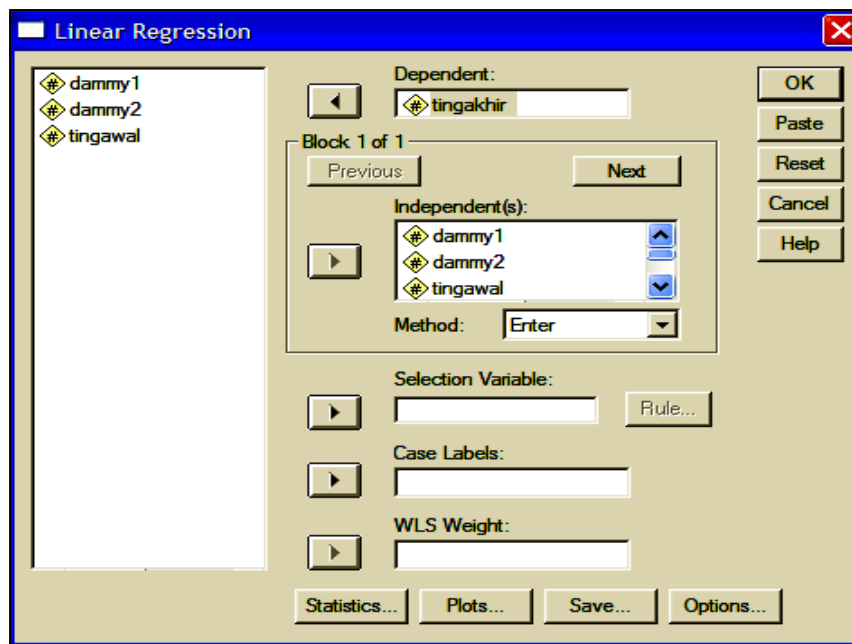 Linear Regression
dammy1
dammy2
tingawal
Dependent:
tingakhir
Block 1 of 1
Previous
Next
Independent(s):
dammy1
dammy2
tingawal
Method:
Enter
Selection Variable:
Rule...
Case Labels:
WLS Weight:
Statistics...
Plots...
Save...
Options...
OK
Paste
Reset
Cancel
Help